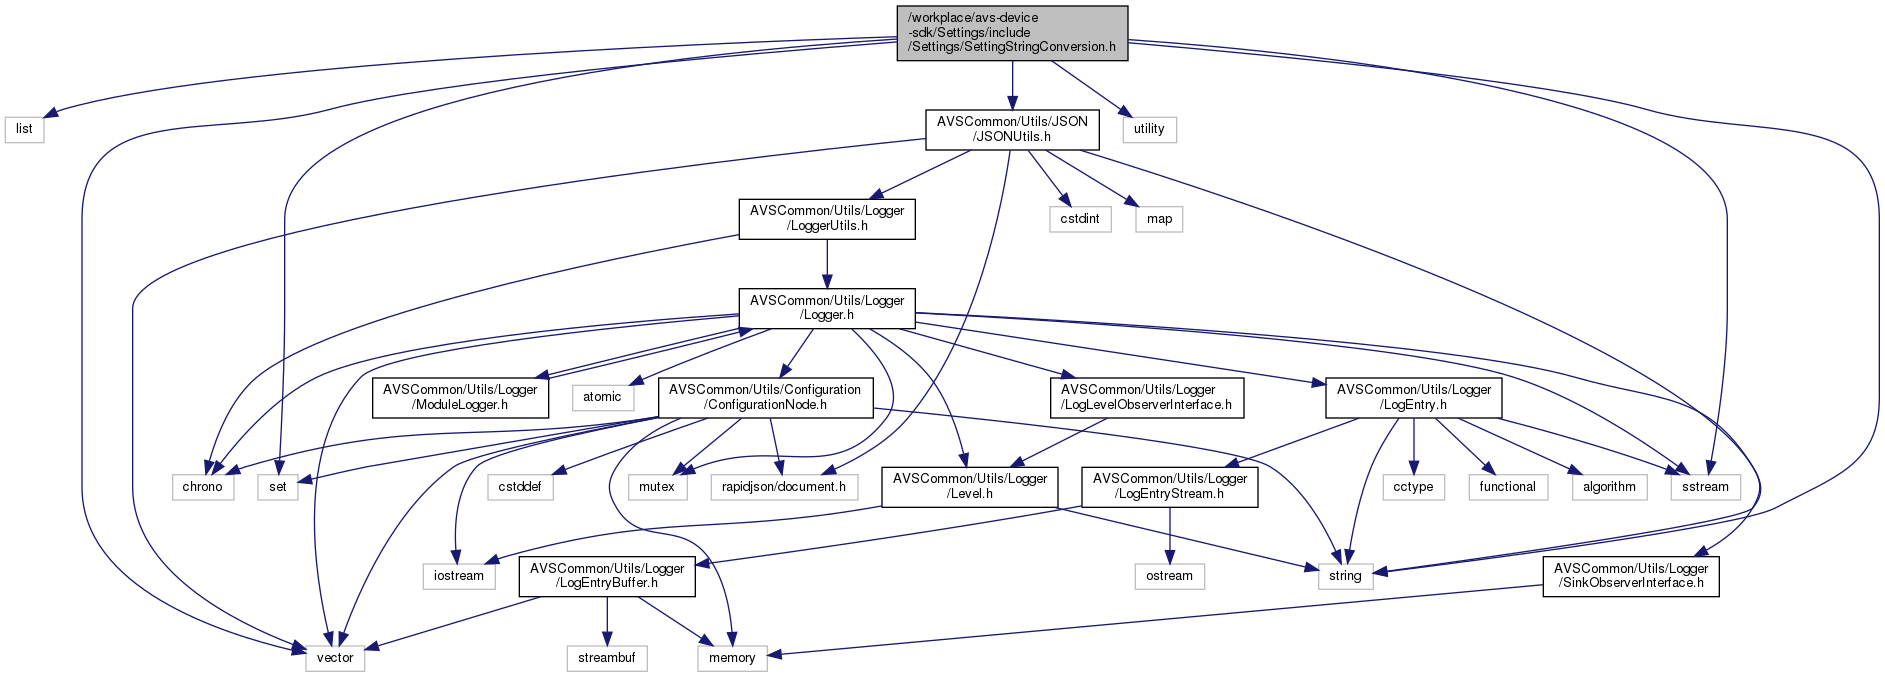 /workplace/avs-device
-sdk/Settings/include
/Settings/SettingStringConversion.h
list
AVSCommon/Utils/JSON
/JSONUtils.h
utility
AVSCommon/Utils/Logger
/LoggerUtils.h
cstdint
map
AVSCommon/Utils/Logger
/Logger.h
AVSCommon/Utils/Logger
/ModuleLogger.h
atomic
AVSCommon/Utils/Configuration
/ConfigurationNode.h
AVSCommon/Utils/Logger
/LogLevelObserverInterface.h
AVSCommon/Utils/Logger
/LogEntry.h
chrono
set
cstddef
mutex
rapidjson/document.h
AVSCommon/Utils/Logger
/Level.h
AVSCommon/Utils/Logger
/LogEntryStream.h
cctype
functional
algorithm
sstream
iostream
AVSCommon/Utils/Logger
/LogEntryBuffer.h
ostream
string
AVSCommon/Utils/Logger
/SinkObserverInterface.h
vector
streambuf
memory